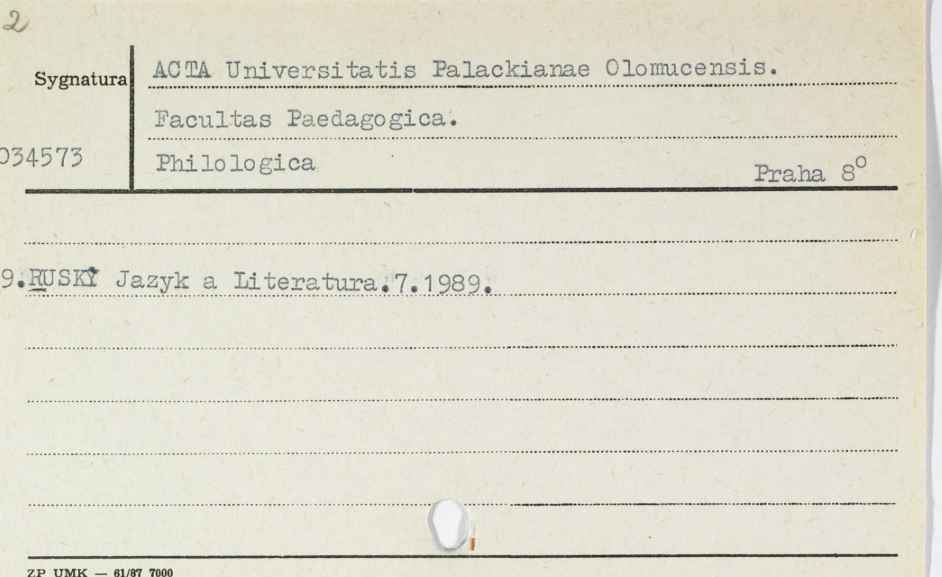 2
Sygnatura
ACTA Universitatis Palackianae Olomucensis.
Facultas Paedagogica.
034573
Philologica
Praha 8°
9.RUSKÝ Jazyk a Literatura.7.1989.
ZP UMK — 61/87 7000